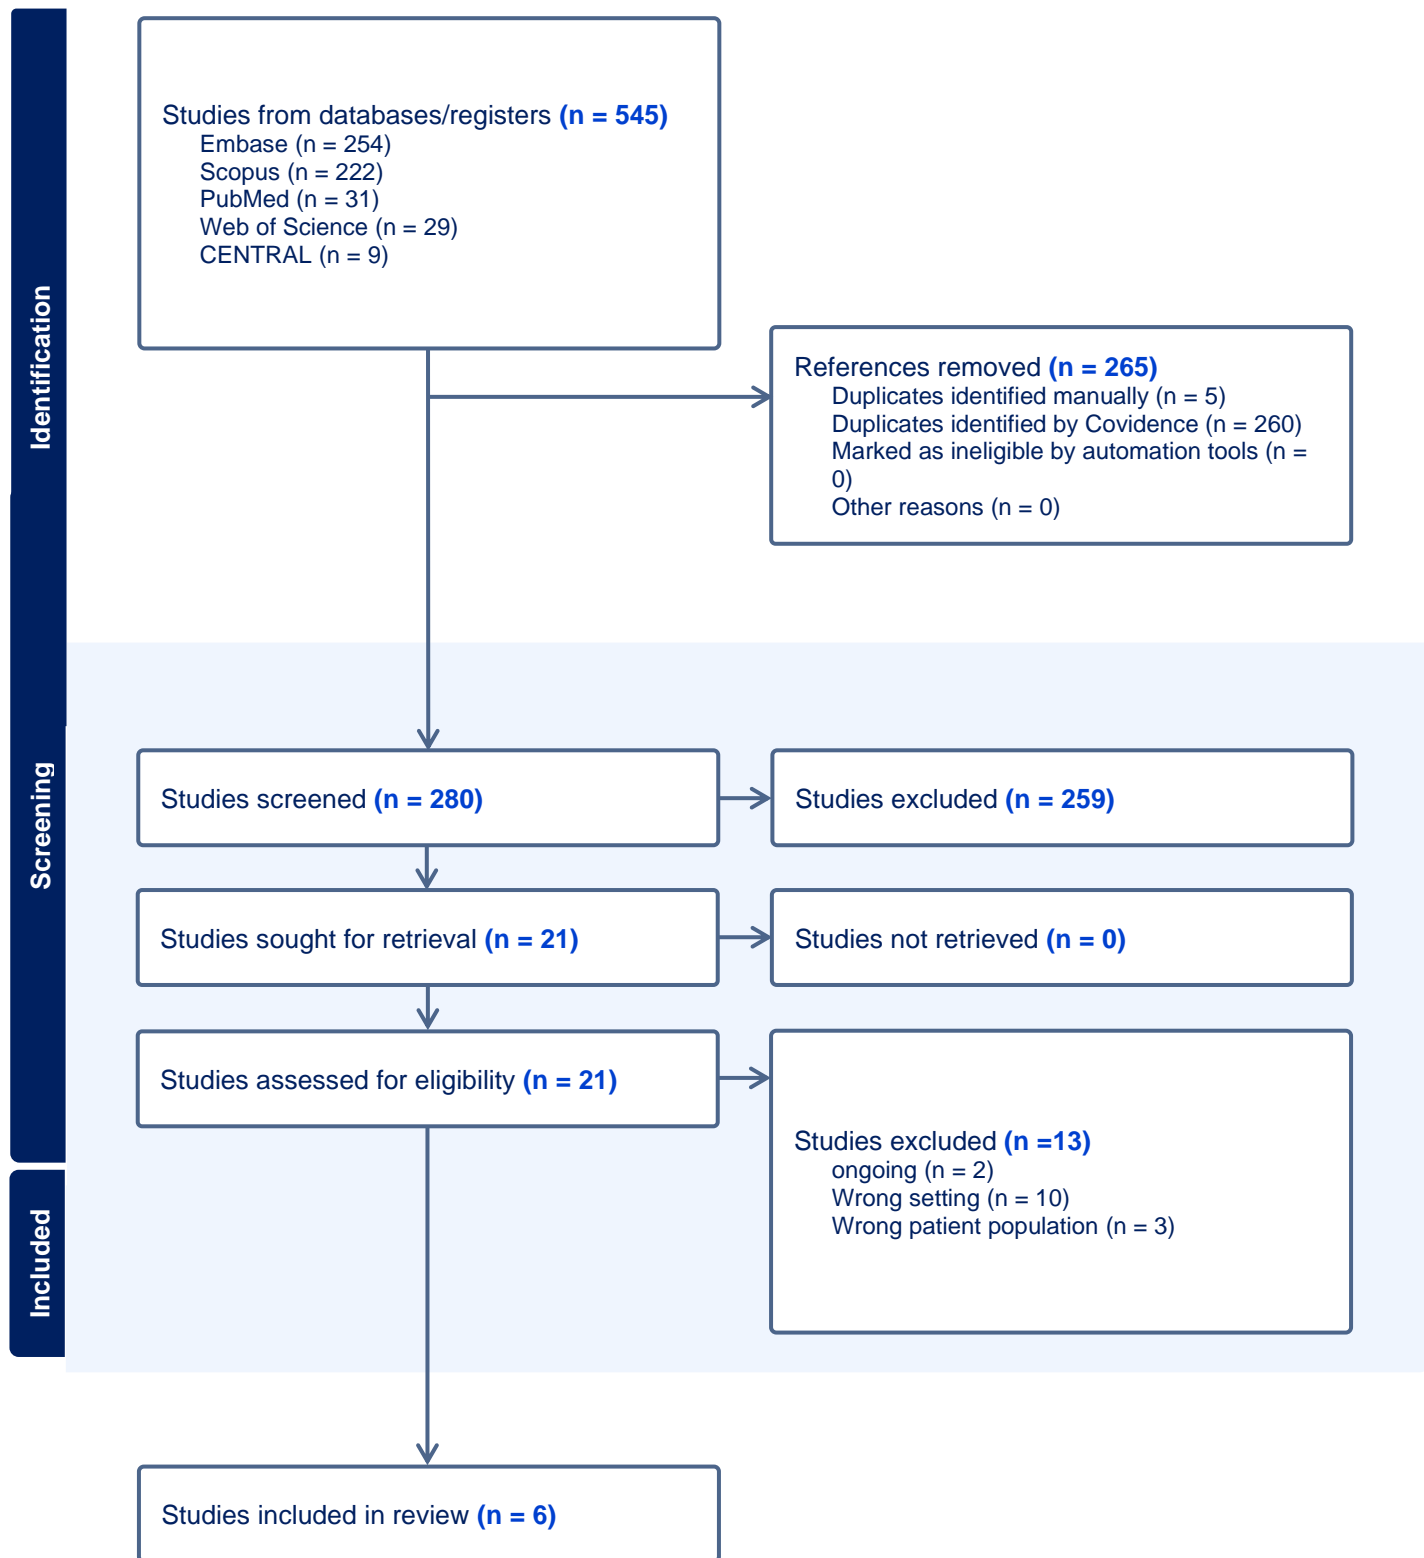 Identification
Studies from databases/registers (n = 545)
Embase (n = 254)
Scopus (n = 222)
PubMed (n = 31)
Web of Science (n = 29)
CENTRAL (n = 9)
References removed (n = 265)
Duplicates identified manually (n = 5)
Duplicates identified by Covidence (n = 260)
Marked as ineligible by automation tools (n =
0)
Other reasons (n = 0)
Screening
Studies screened (n = 280)
Studies excluded (n = 259)
Studies sought for retrieval (n = 21)
Studies not retrieved (n = 0)
Studies assessed for eligibility (n = 21)
Studies excluded (n =13)
ongoing (n = 2)
Wrong setting (n = 10)
Wrong patient population (n = 3)
Included
Studies included in review (n = 6)